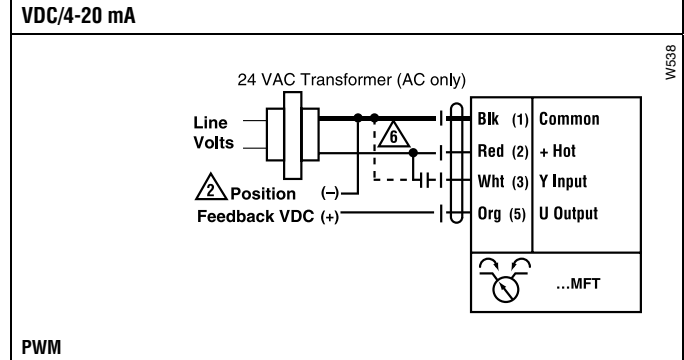 VDC/4-20 mA
W538
24 VAC Transformer (AC only)
Line
Volts
6
Blk (1) Common
Red (2) + Hot
Wht (3) Y Input
Org (5) U Output
2 Position (–)
Feedback VDC (+)
...MFT
PWM